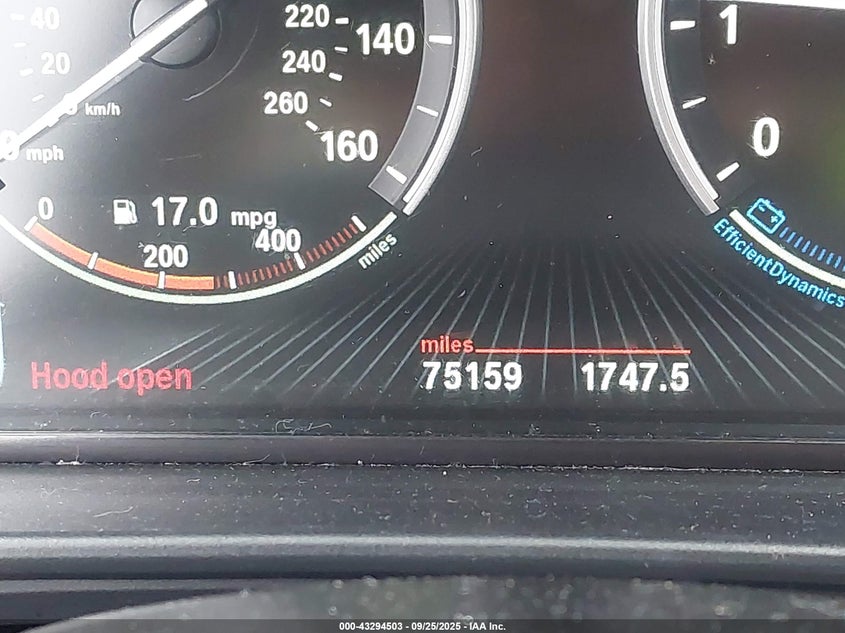 40
20
km/h
mph
220
240
260
140
160
1
0
0
17.0 mpg
200
400
miles
EfficientDynamics
Hood open
miles
75159 1747.5
000-43294503 - 09/25/2025 - IAA Inc.